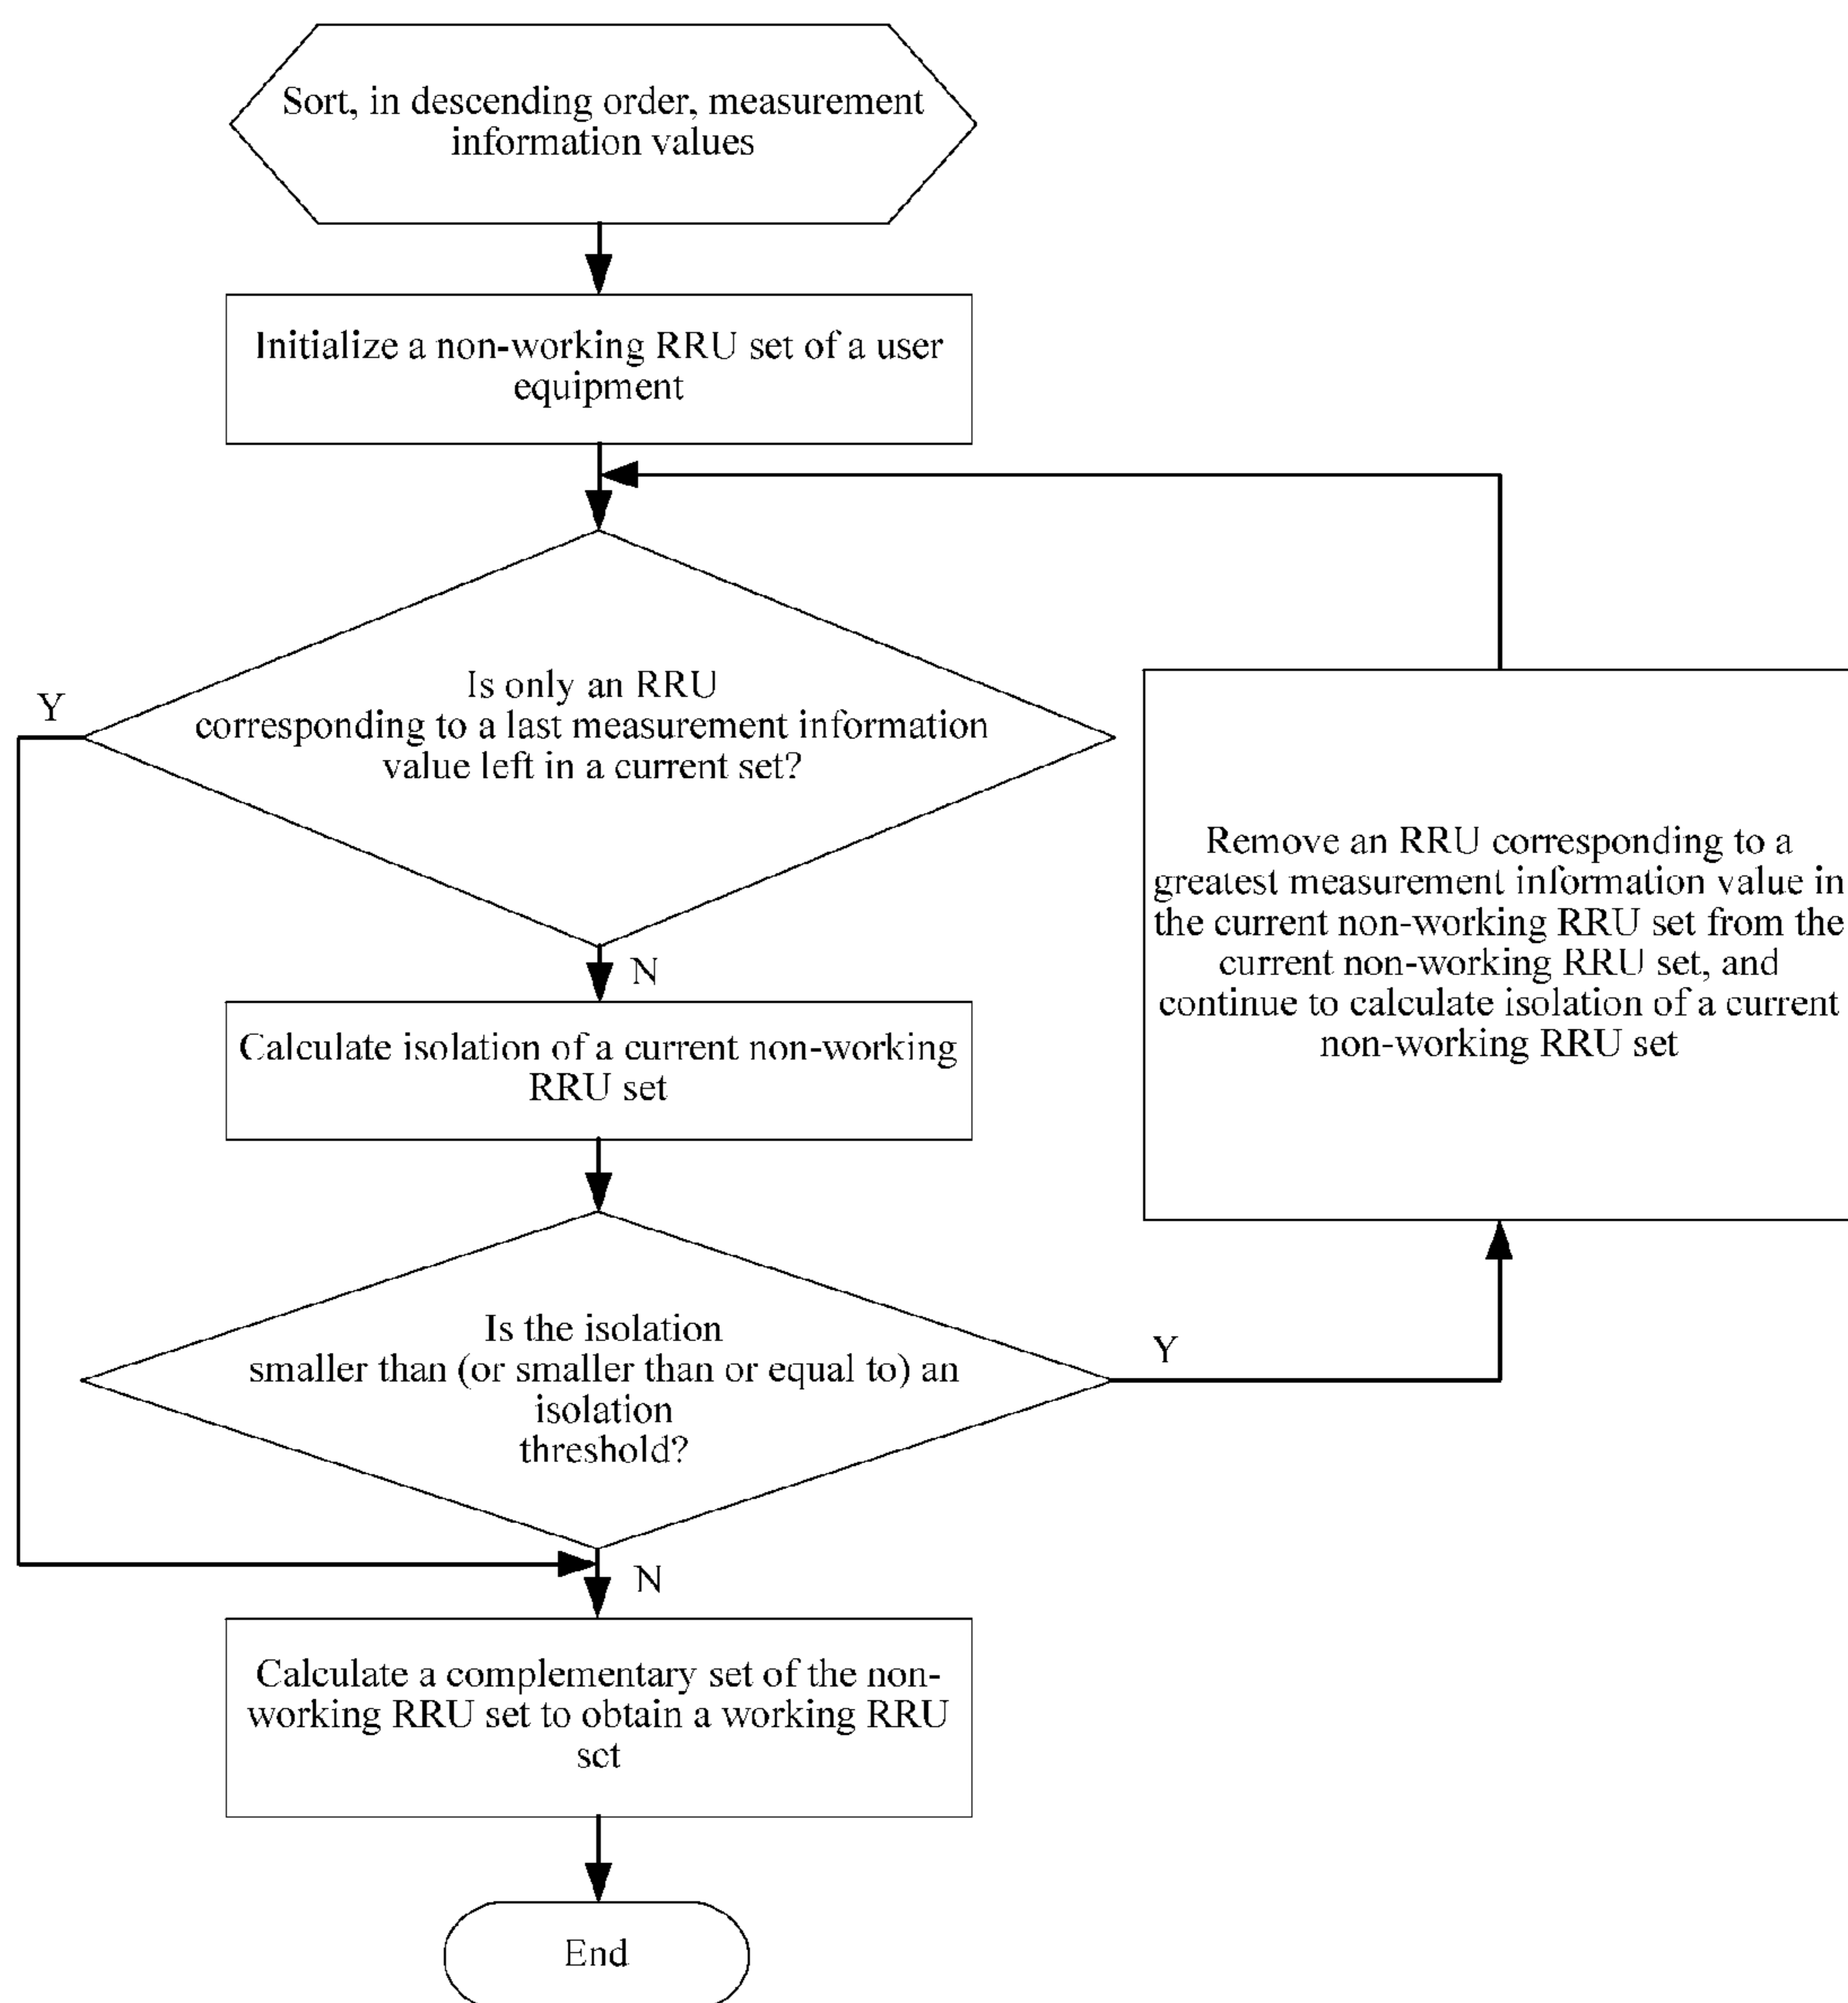 Sort, in descending order, measurement
information values
Initialize a non-working RRU set of a user
equipment
Is only an RRU
corresponding to a last measurement information
value left in a current set?
Y
N
Calculate isolation of a current non-working
RRU set
Is the isolation
smaller than (or smaller than or equal to) an
isolation
threshold?
Y
Remove an RRU corresponding to a
greatest measurement information value in
the current non-working RRU set from the
current non-working RRU set, and
continue to calculate isolation of a current
non-working RRU set
N
Calculate a complementary set of the non-
working RRU set to obtain a working RRU
set
End